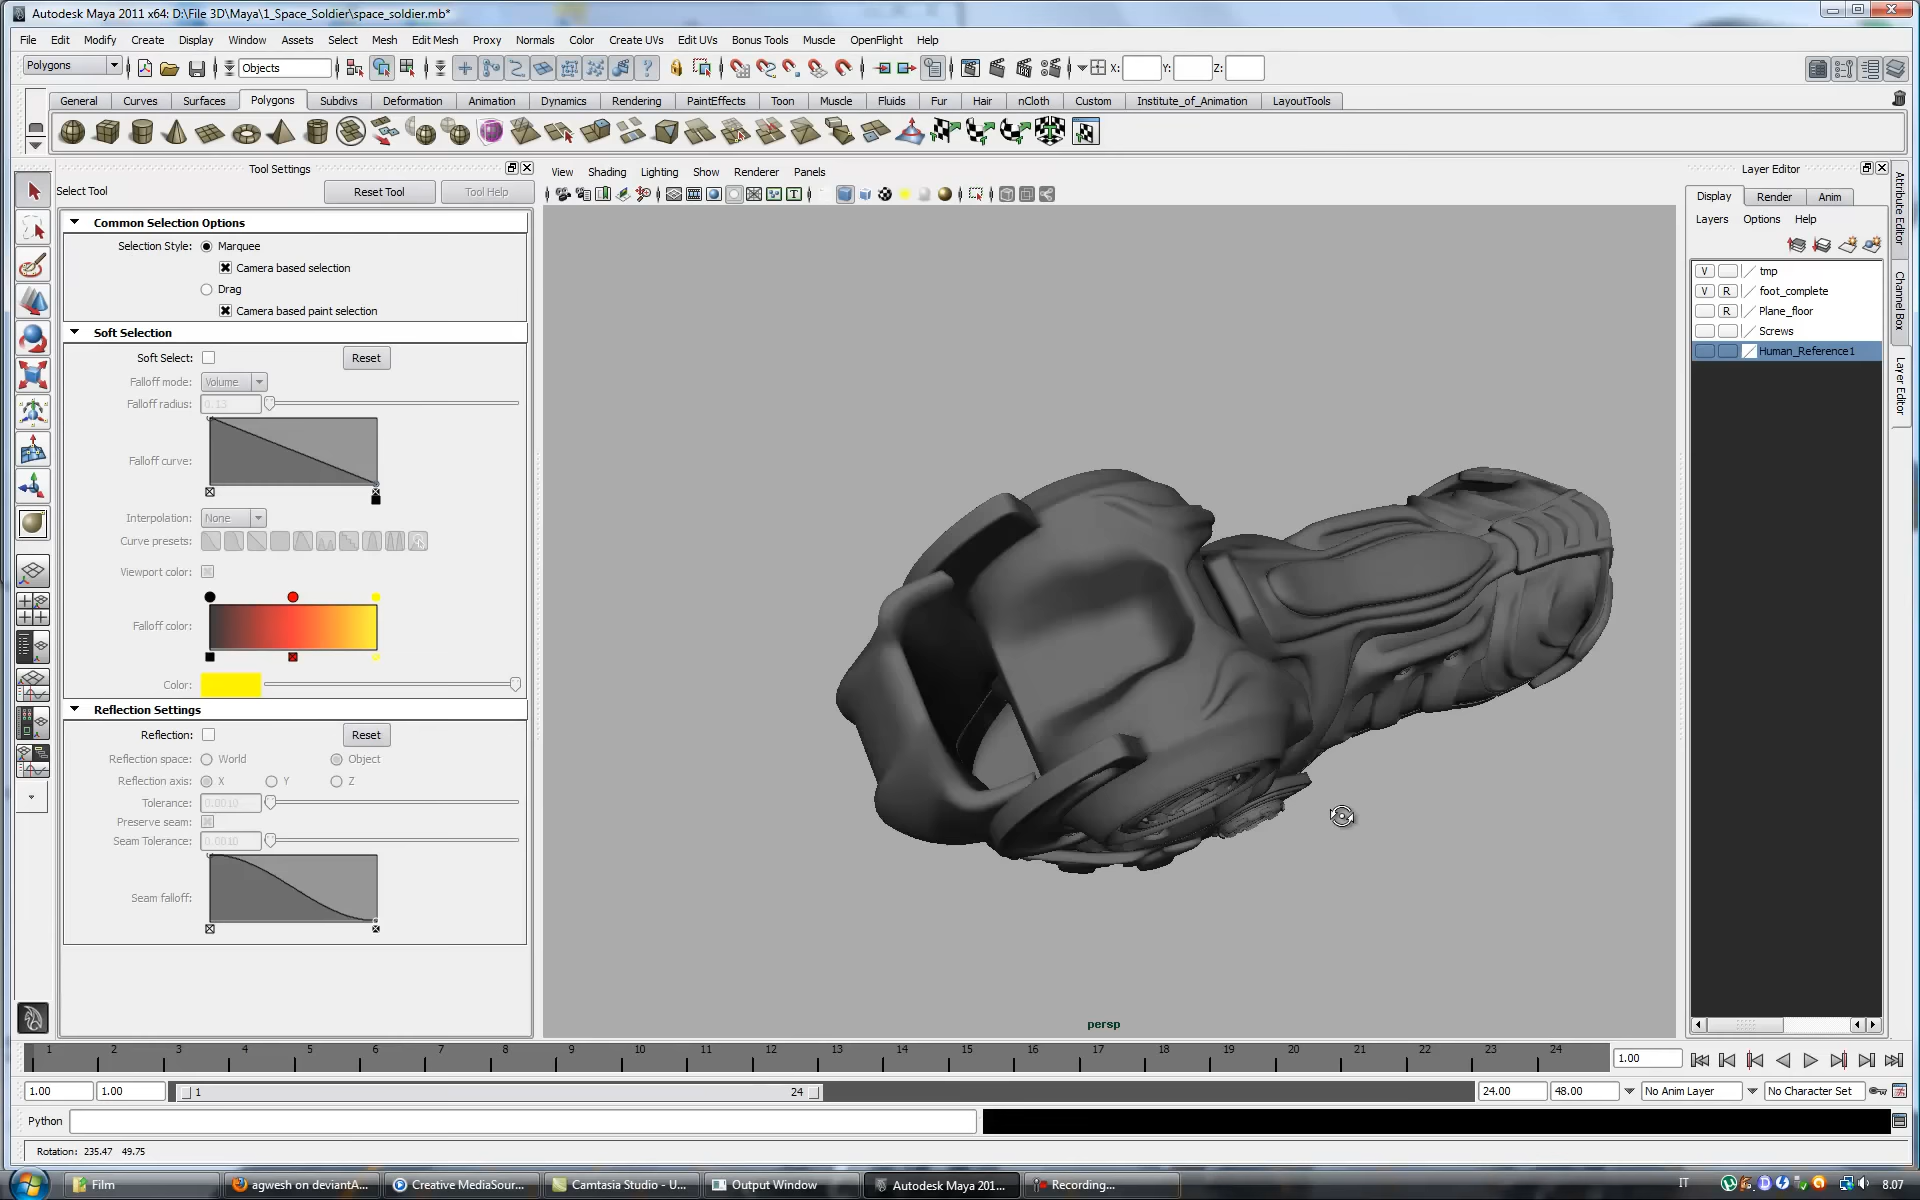 Autodesk Maya 2011 x64: D:\File 3D\Maya\1_Space_Soldier\space_soldier.mb*
File Edit Modify Create Display Window Assets Select Mesh Edit Mesh Proxy Normals Color Create UVs Edit UVs Bonus Tools Muscle OpenFlight Help
Polygons Objects X: Y: Z:
General Curves Surfaces Polygons Subdivs Deformation Animation Dynamics Rendering PaintEffects Toon Muscle Fluids Fur Hair nCloth Custom Institute_of_Animation LayoutTools
Tool Settings
Select Tool Reset Tool Tool Help
Common Selection Options
Selection Style: Marquee
Camera based selection
Drag
Camera based paint selection
Soft Selection
Soft Select: Reset
Falloff mode: Volume
Falloff radius: 0.13
Falloff curve:
Interpolation: None
Curve presets:
Viewport color:
Falloff color:
Color:
Reflection Settings
Reflection: Reset
Reflection space: World Object
Reflection axis: X Y Z
Tolerance: 0.0010
Preserve seam:
Seam Tolerance: 0.0010
Seam falloff:
View Shading Lighting Show Renderer Panels
persp
Layer Editor
Display Render Anim
Layers Options Help
V tmp
V R foot_complete
R Plane_floor
Screws
Human_Reference1
Attribute Editor
Channel Box
Layer Editor
1 2 3 4 5 6 7 8 9 10 11 12 13 14 15 16 17 18 19 20 21 22 23 24 1.00
1.00 1.00 1 24 24.00 48.00 No Anim Layer No Character Set
Python
Rotation: 235.47 49.75
Film agwesh on deviantA... Creative MediaSour... Camtasia Studio - U... Output Window Autodesk Maya 201... Recording... IT 8.07